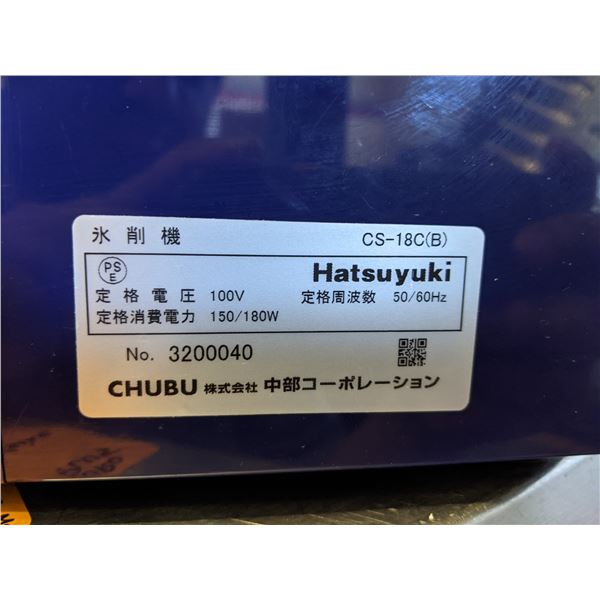 氷削機 CS-18C(B)
PS
E
Hatsuyuki
定格電圧 100V 定格周波数 50/60Hz
定格消費電力 150/180W
No. 3200040
CHUBU 株式会社 中部コーポレーション